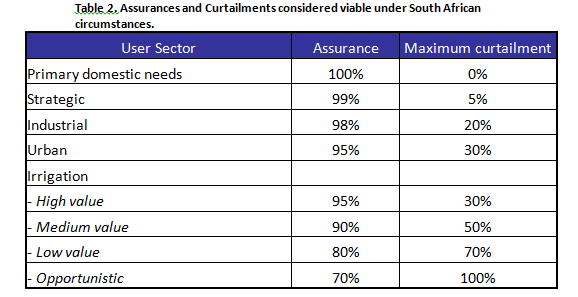 Table 2. Assurances and Curtailments considered viable under South African
circumstances.
User Sector Assurance Maximum curtailment
Primary domestic needs 100% 0%
Strategic 99% 5%
Industrial 98% 20%
Urban 95% 30%
Irrigation
- High value 95% 30%
- Medium value 90% 50%
- Low value 80% 70%
- Opportunistic 70% 100%